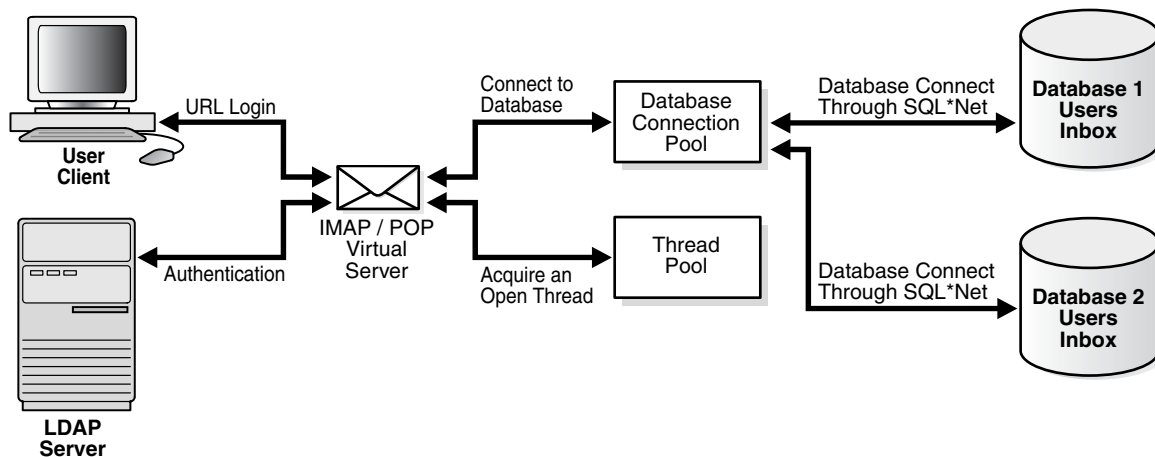 URL Login
User
Client
LDAP
Server
Authentication
IMAP / POP
Virtual
Server
Connect to
Database
Acquire an
Open Thread
Database
Connection
Pool
Thread
Pool
Database Connect
Through SQL*Net
Database Connect
Through SQL*Net
Database 1
Users
Inbox
Database 2
Users
Inbox